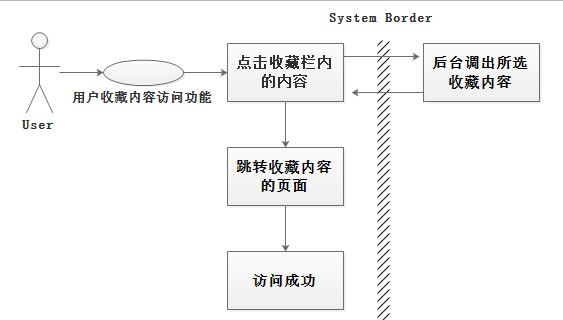 System Border
点击收藏栏内
的内容
后台调出所选
收藏内容
用户收藏内容访问功能
User
跳转收藏内容
的页面
访问成功